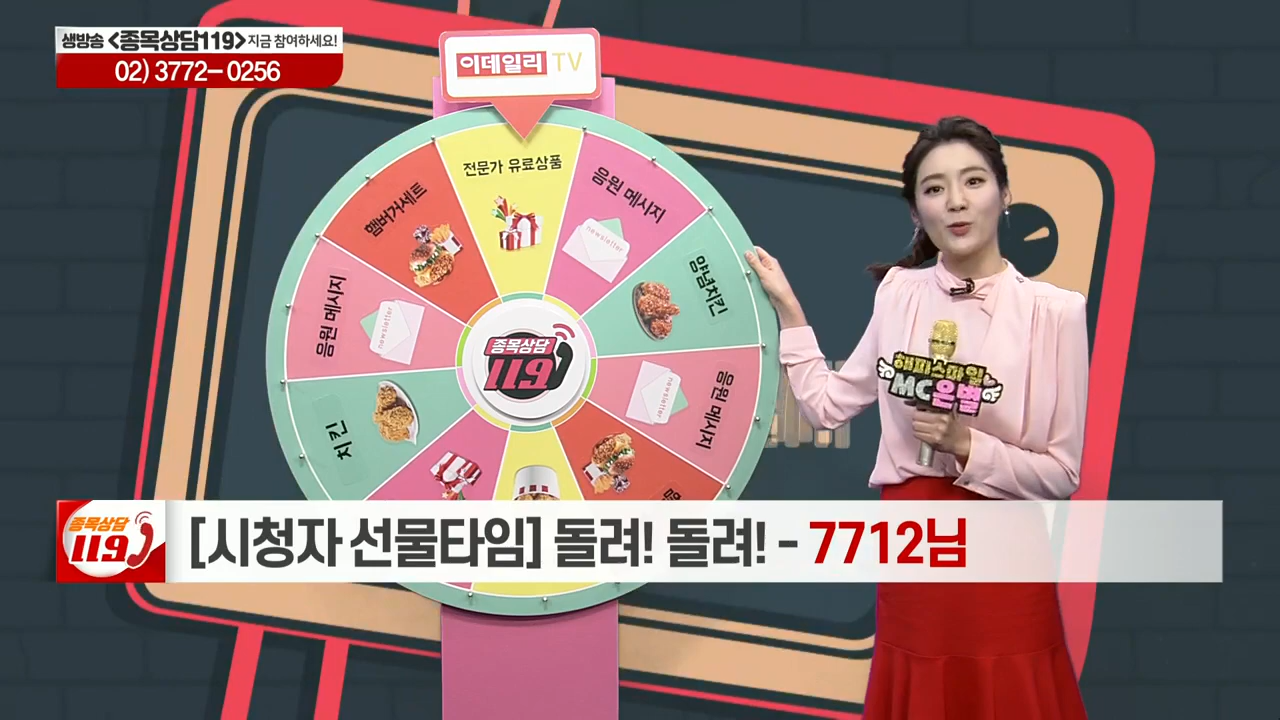 생방송 <종목상담119> 지금 참여하세요!
02) 3772-0256
이데일리 TV
전문가 유료상품
응원 메시지
newsletter
양념치킨
응원 메시지
newsletter
햄버거세트
응원 메시지
newsletter
치킨
종목상담
119
해피스마일
MC은별
종목상담
119
[시청자 선물타임] 돌려! 돌려! - 7712님